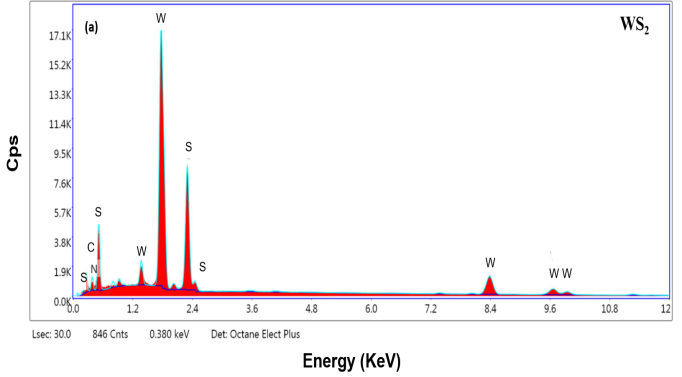 (a)
WS2
Cps
17.1K
15.2K
13.3K
11.4K
9.5K
7.6K
5.7K
3.8K
1.9K
0.0K
W
S
S
C
N
S
W
S
W
W W
0.0 1.2 2.4 3.6 4.8 6.0 7.2 8.4 9.6 10.8 12
Lsec: 30.0 846 Cnts 0.380 keV Det: Octane Elect Plus
Energy (KeV)